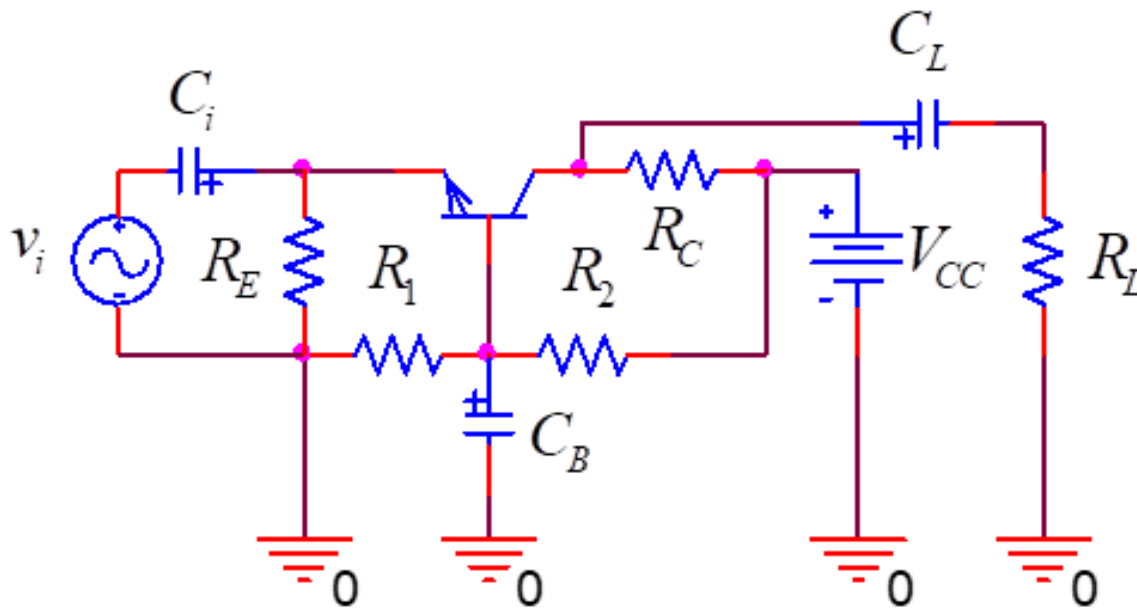 C_L
C_i
+
+
v_i
+
-
R_E
R_1
R_2
R_C
+
-
V_CC
R_L
+
C_B
0
0
0
0